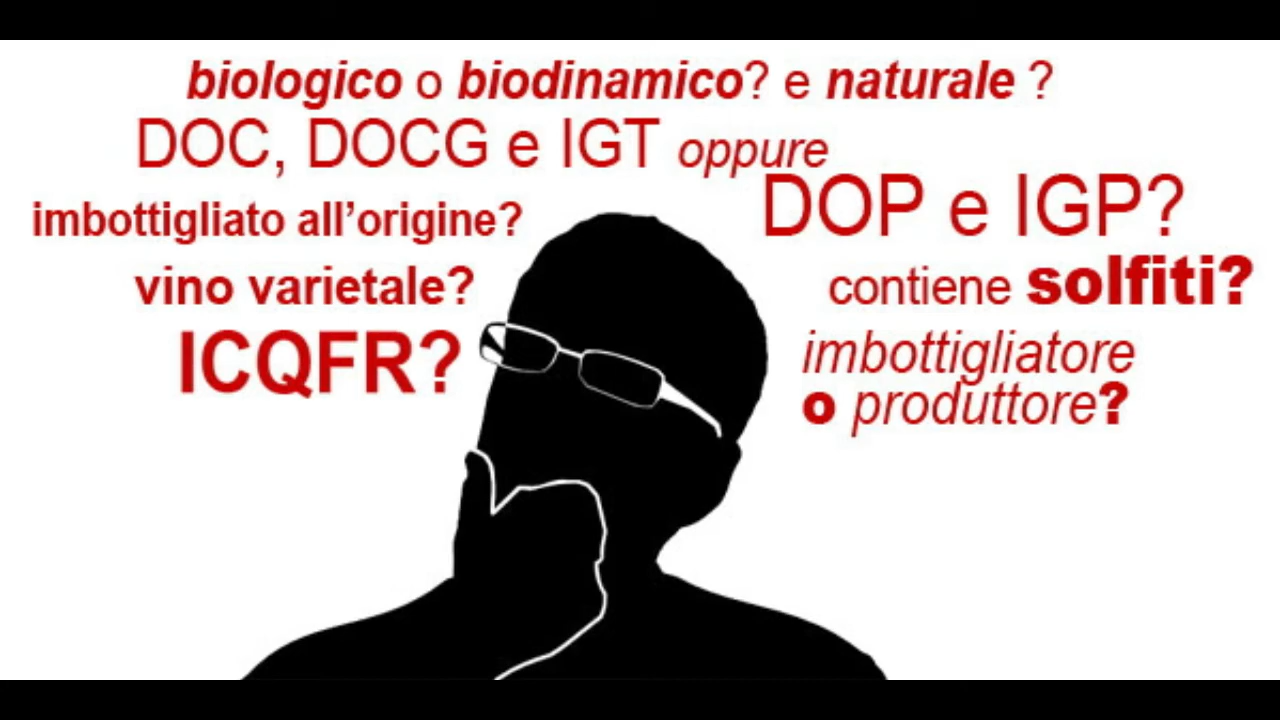 biologico o biodinamico? e naturale ?
DOC, DOCG e IGT oppure
DOP e IGP?
imbottigliato all’origine?
contiene solfiti?
vino varietale?
ICQFR?
imbottigliatore
o produttore?